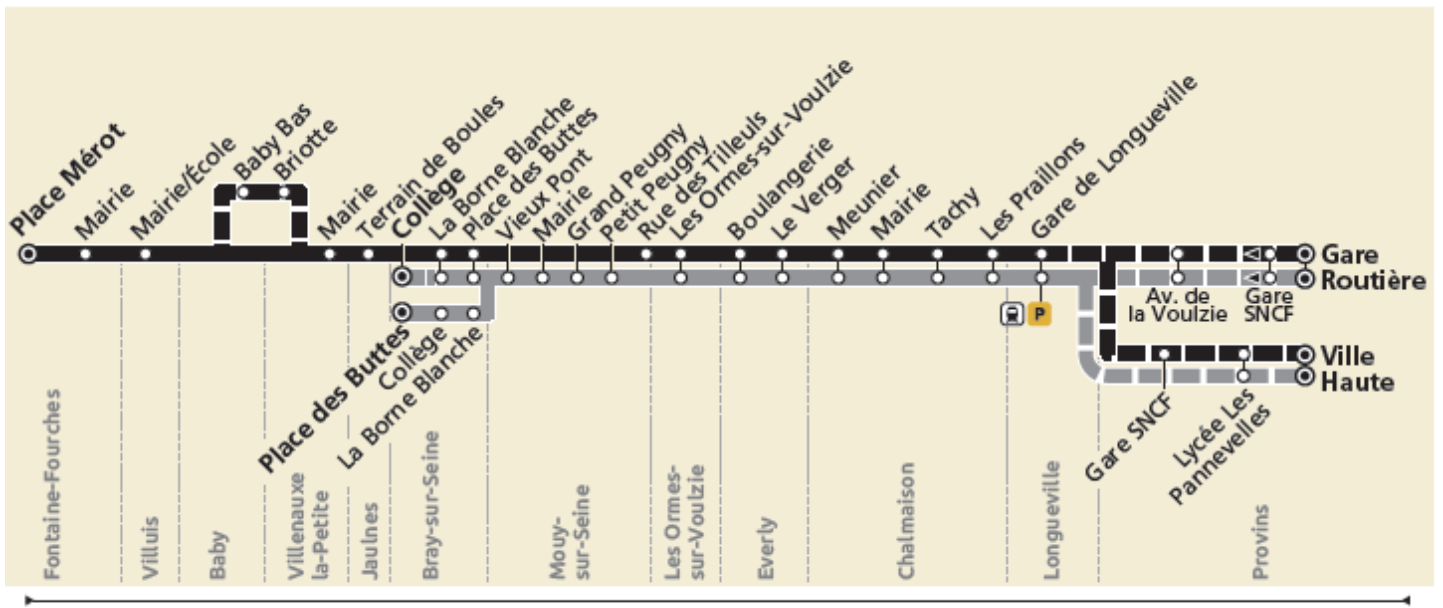 Place Mérot
Mairie
Mairie/École
Baby Bas
Briotte
Mairie
Terrain de Boules
Collège
La Borne Blanche
Place des Buttes
Vieux Pont
Mairie
Grand Peugny
Petit Peugny
Rue des Tilleuls
Les Ormes-sur-Voulzie
Boulangerie
Le Verger
Meunier
Mairie
Tachy
Les Praillons
Gare de Longueville
Gare
Routière
Av. de
la Voulzie
Gare
SNCF
P
Ville
Haute
Place des Buttes
Collège
La Borne Blanche
Gare SNCF
Lycée Les
Pannevelles
Fontaine-Fourches
Villuis
Baby
Villenauxe
la-Petite
Jaulnes
Bray-sur-Seine
Mouy-
sur-Seine
Les Ormes-
sur-Voulzie
Everly
Chalmaison
Longueville
Provins